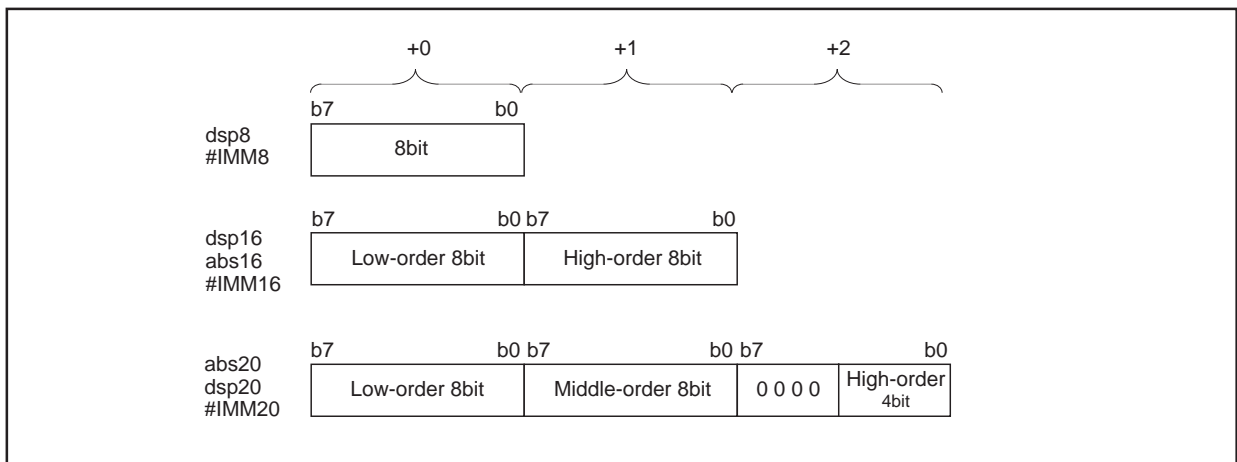 +0 +1 +2
b7 b0
dsp8
#IMM8
8bit
b7 b0 b7 b0
dsp16
abs16
#IMM16
Low-order 8bit High-order 8bit
b7 b0 b7 b0 b7 b0
abs20
dsp20
#IMM20
Low-order 8bit Middle-order 8bit 0 0 0 0 High-order
4bit